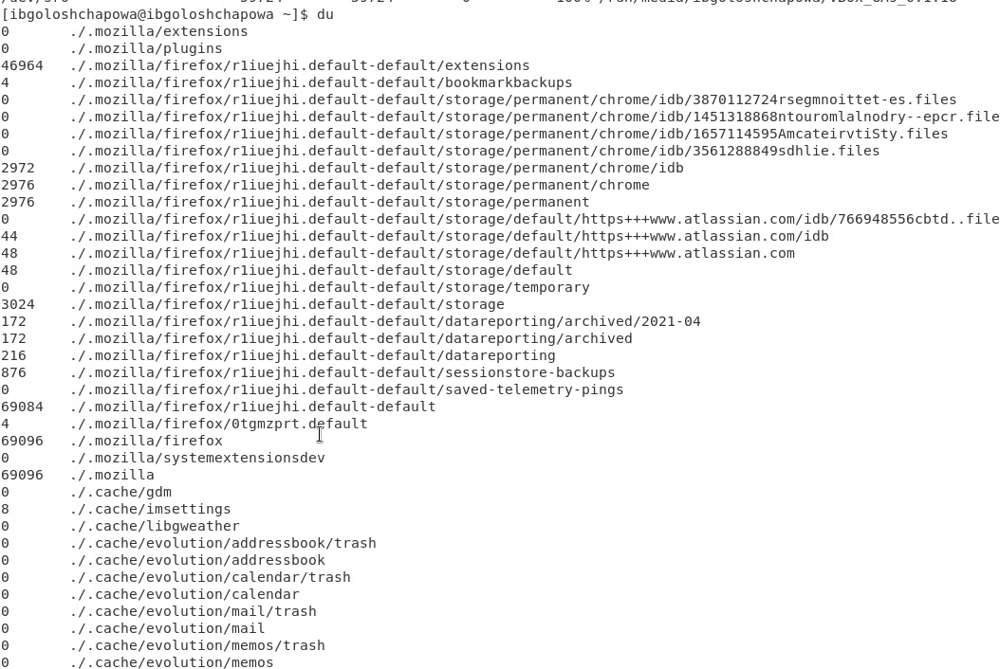 [ibgoloshchapowa@ibgoloshchapowa ~]$ du
0 ./.mozilla/extensions
0 ./.mozilla/plugins
46964 ./.mozilla/firefox/r1iuejhi.default-default/extensions
4 ./.mozilla/firefox/r1iuejhi.default-default/bookmarkbackups
0 ./.mozilla/firefox/r1iuejhi.default-default/storage/permanent/chrome/idb/3870112724rsegmnoittet-es.files
0 ./.mozilla/firefox/r1iuejhi.default-default/storage/permanent/chrome/idb/1451318868ntouromlalnodry--epcr.file
0 ./.mozilla/firefox/r1iuejhi.default-default/storage/permanent/chrome/idb/1657114595AmcateirvtiSty.files
0 ./.mozilla/firefox/r1iuejhi.default-default/storage/permanent/chrome/idb/3561288849sdhlie.files
2972 ./.mozilla/firefox/r1iuejhi.default-default/storage/permanent/chrome/idb
2976 ./.mozilla/firefox/r1iuejhi.default-default/storage/permanent/chrome
2976 ./.mozilla/firefox/r1iuejhi.default-default/storage/permanent
0 ./.mozilla/firefox/r1iuejhi.default-default/storage/default/https+++www.atlassian.com/idb/766948556cbtd..file
44 ./.mozilla/firefox/r1iuejhi.default-default/storage/default/https+++www.atlassian.com/idb
48 ./.mozilla/firefox/r1iuejhi.default-default/storage/default/https+++www.atlassian.com
48 ./.mozilla/firefox/r1iuejhi.default-default/storage/default
0 ./.mozilla/firefox/r1iuejhi.default-default/storage/temporary
3024 ./.mozilla/firefox/r1iuejhi.default-default/storage
172 ./.mozilla/firefox/r1iuejhi.default-default/datareporting/archived/2021-04
172 ./.mozilla/firefox/r1iuejhi.default-default/datareporting/archived
216 ./.mozilla/firefox/r1iuejhi.default-default/datareporting
876 ./.mozilla/firefox/r1iuejhi.default-default/sessionstore-backups
0 ./.mozilla/firefox/r1iuejhi.default-default/saved-telemetry-pings
69084 ./.mozilla/firefox/r1iuejhi.default-default
4 ./.mozilla/firefox/0tgmzprt.default
69096 ./.mozilla/firefox
0 ./.mozilla/systemextensionsdev
69096 ./.mozilla
0 ./.cache/gdm
8 ./.cache/imsettings
0 ./.cache/libgweather
0 ./.cache/evolution/addressbook/trash
0 ./.cache/evolution/addressbook
0 ./.cache/evolution/calendar/trash
0 ./.cache/evolution/calendar
0 ./.cache/evolution/mail/trash
0 ./.cache/evolution/mail
0 ./.cache/evolution/memos/trash
0 ./.cache/evolution/memos